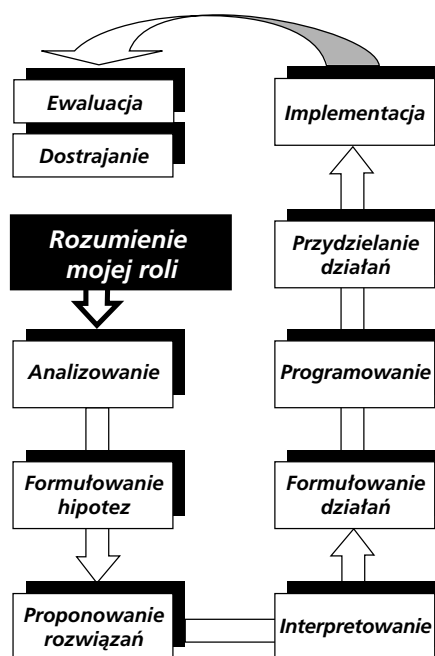 Ewaluacja
Dostrajanie
Rozumienie
mojej roli
Analizowanie
Formułowanie
hipotez
Proponowanie
rozwiązań
Interpretowanie
Formułowanie
działań
Programowanie
Przydzielanie
działań
Implementacja